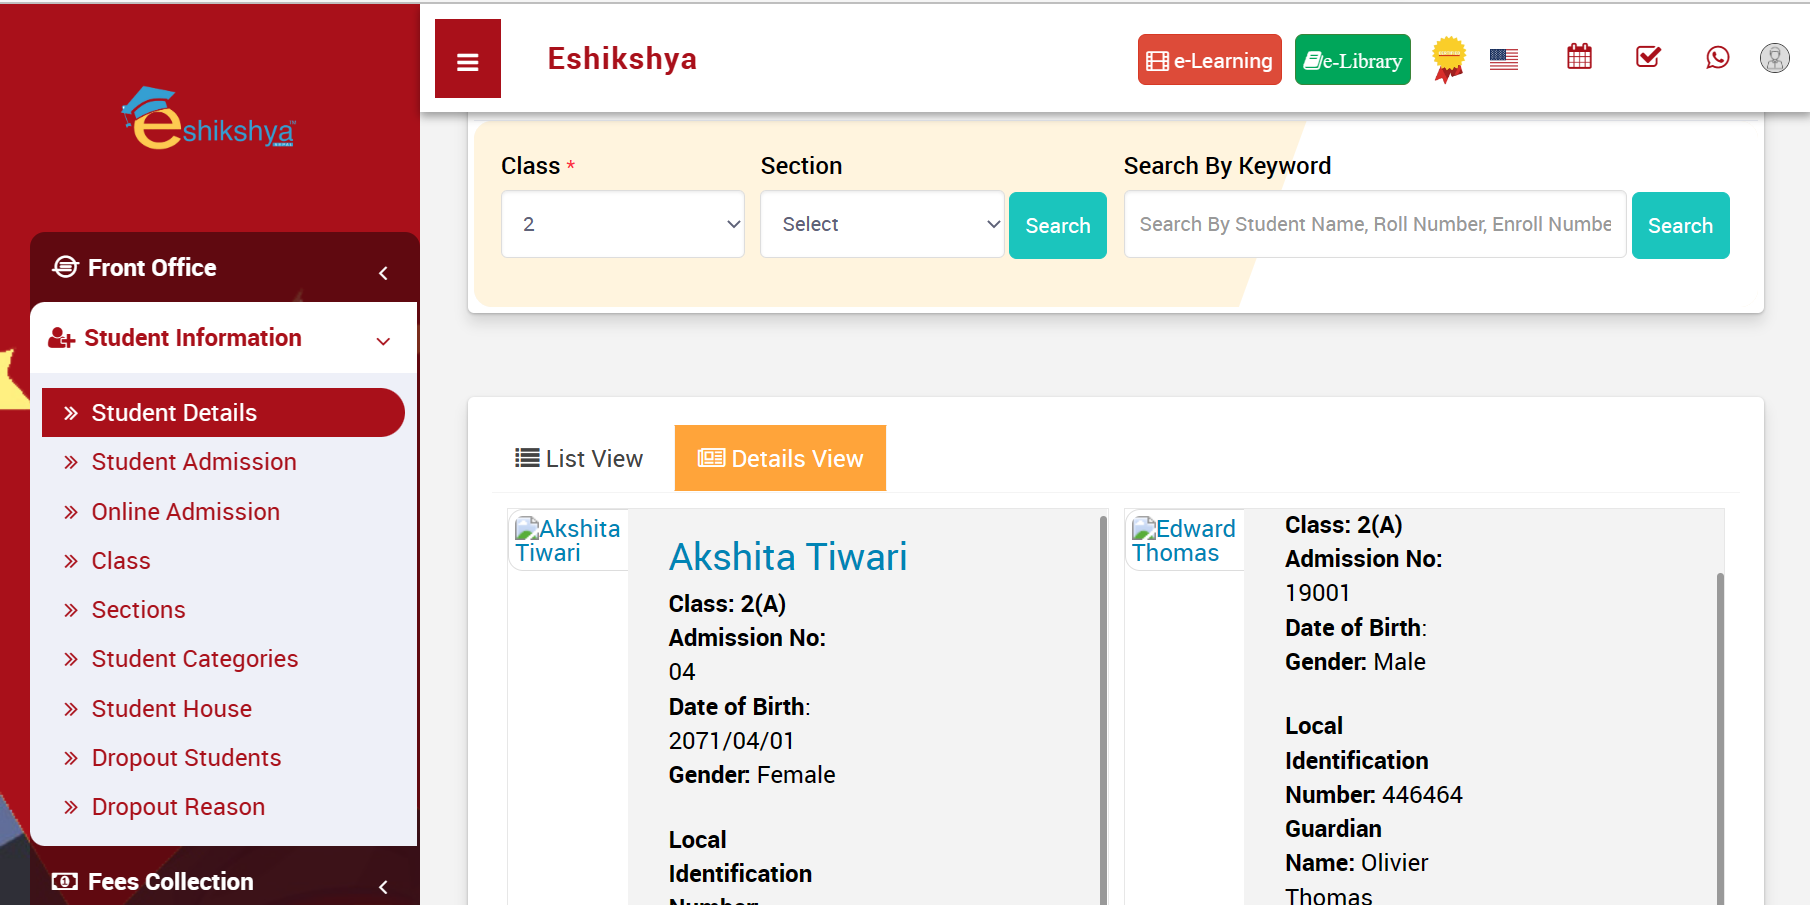 eshikshya
Eshikshya
e-Learning
e-Library
Front Office
Student Information
Student Details
Student Admission
Online Admission
Class
Sections
Student Categories
Student House
Dropout Students
Dropout Reason
Fees Collection
Class *
Section
Search By Keyword
2
Select
Search
Search By Student Name, Roll Number, Enroll Numbe
Search
List View
Details View
Akshita
Tiwari
Akshita Tiwari
Class: 2(A)
Admission No:
04
Date of Birth:
2071/04/01
Gender: Female
Local
Identification
Number:
Edward
Thomas
Class: 2(A)
Admission No:
19001
Date of Birth:
Gender: Male
Local
Identification
Number: 446464
Guardian
Name: Olivier
Thomas